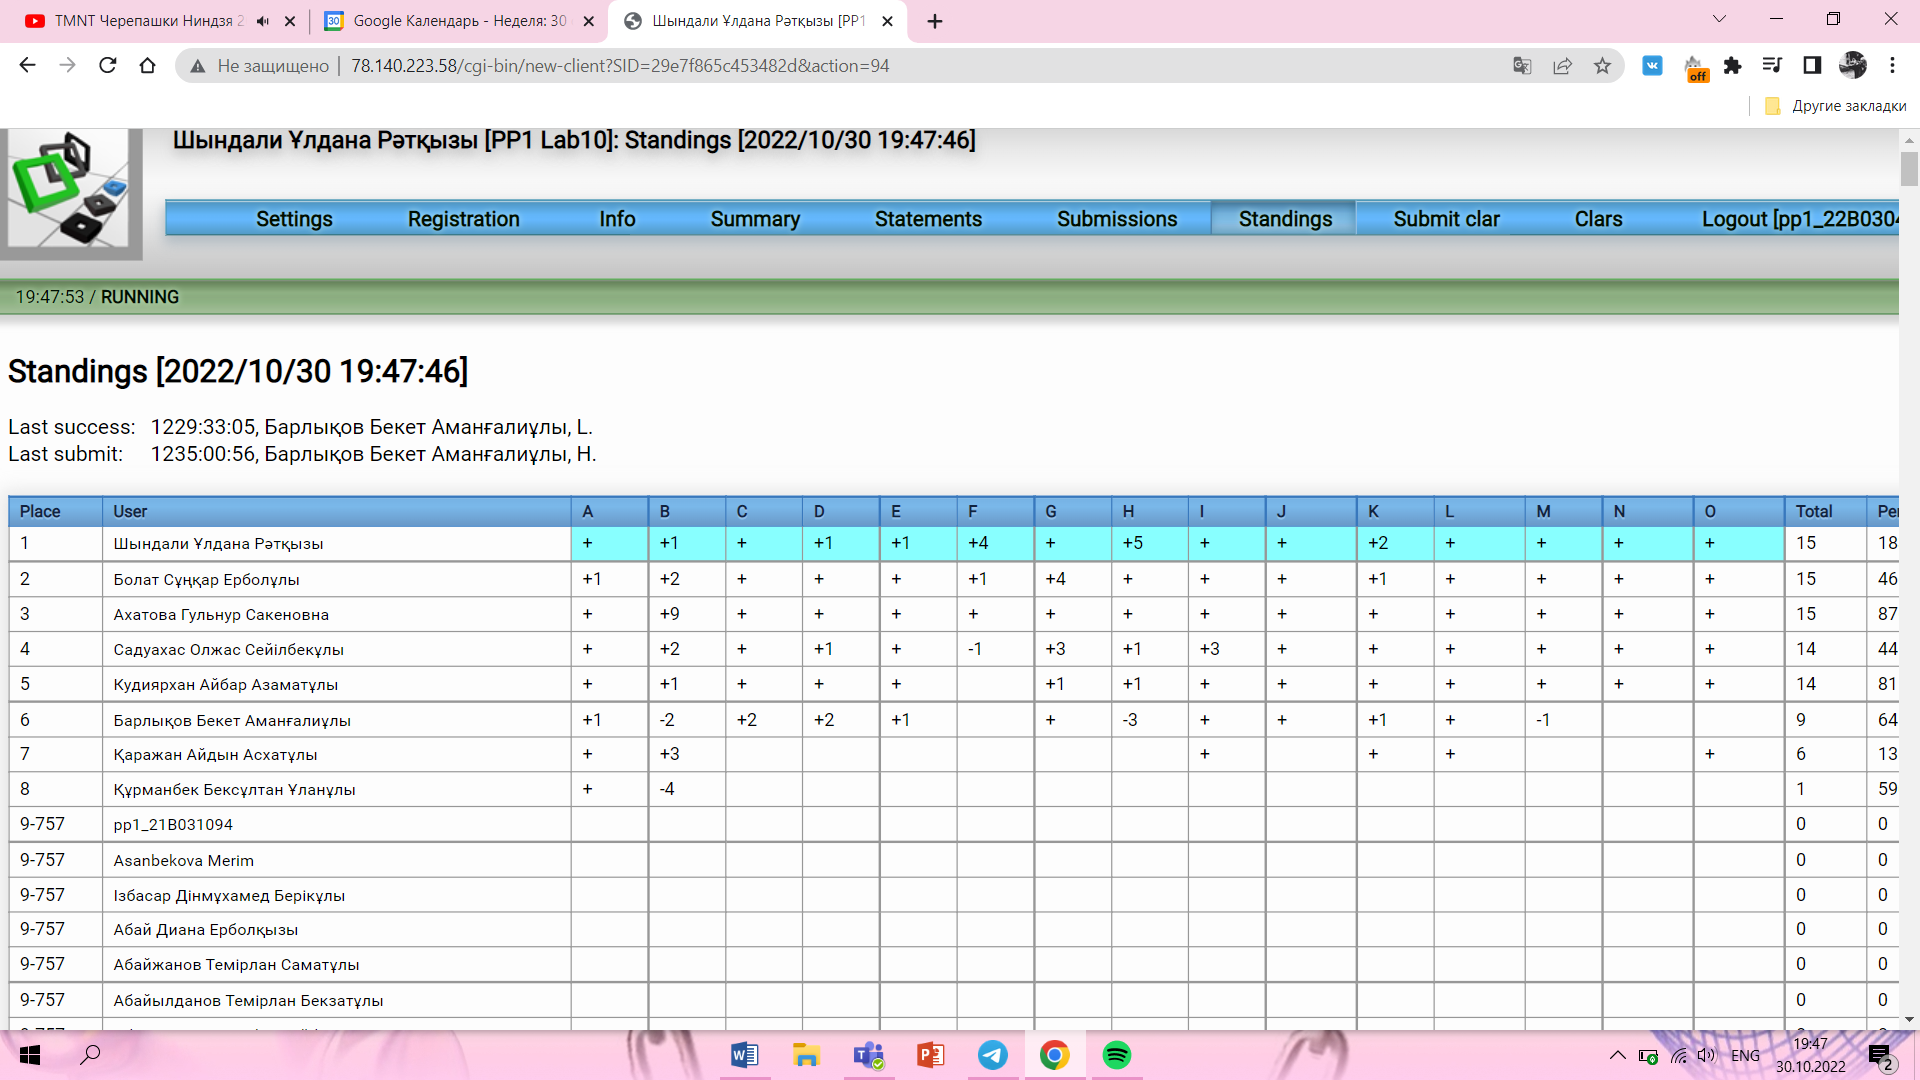 TMNT Черепашки Ниндзя 2
Google Календарь - Неделя: 30
Шындали Ұлдана Рәтқызы [PP1
Не защищено | 78.140.223.58/cgi-bin/new-client?SID=29e7f865c453482d&action=94
off
Другие закладки
Шындали Ұлдана Рәтқызы [PP1 Lab10]: Standings [2022/10/30 19:47:46]
Settings Registration Info Summary Statements Submissions Standings Submit clar Clars Logout [pp1_22B0304
19:47:53 / RUNNING
Standings [2022/10/30 19:47:46]
Last success: 1229:33:05, Барлықов Бекет Аманғалиұлы, L.
Last submit: 1235:00:56, Барлықов Бекет Аманғалиұлы, H.
Place User A B C D E F G H I J K L M N O Total Per
1 Шындали Ұлдана Рәтқызы + +1 + +1 +1 +4 + +5 + + +2 + + + + 15 18
2 Болат Сұңқар Ерболұлы +1 +2 + + + +1 +4 + + + +1 + + + + 15 46
3 Ахатова Гульнур Сакеновна + +9 + + + + + + + + + + + + + 15 87
4 Садуахас Олжас Сейілбекұлы + +2 + +1 + -1 +3 +1 +3 + + + + + + 14 44
5 Кудиярхан Айбар Азаматұлы + +1 + + + +1 +1 + + + + + + + 14 81
6 Барлықов Бекет Аманғалиұлы +1 -2 +2 +2 +1 + -3 + + +1 + -1 9 64
7 Қаражан Айдын Асхатұлы + +3 + + + + 6 13
8 Құрманбек Бексұлтан Ұланұлы + -4 1 59
9-757 pp1_21B031094 0 0
9-757 Asanbekova Merim 0 0
9-757 Ізбасар Дінмұхамед Берікұлы 0 0
9-757 Абай Диана Ерболқызы 0 0
9-757 Абайжанов Темірлан Саматұлы 0 0
9-757 Абайылданов Темірлан Бекзатұлы 0 0
ENG
19:47
30.10.2022
2